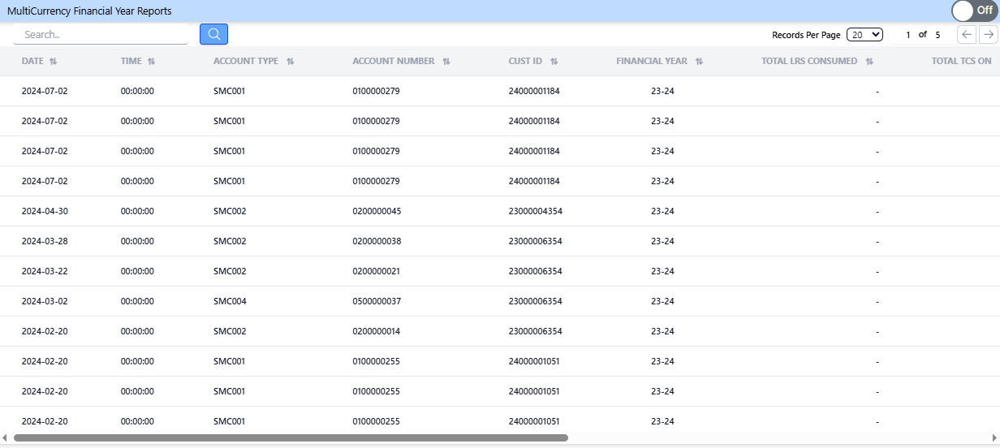 MultiCurrency Financial Year Reports Off
Search.. Records Per Page 20 1 of 5
DATE TIME ACCOUNT TYPE ACCOUNT NUMBER CUST ID FINANCIAL YEAR TOTAL LRS CONSUMED TOTAL TCS ON
2024-07-02 00:00:00 SMC001 0100000279 24000001184 23-24 -
2024-07-02 00:00:00 SMC001 0100000279 24000001184 23-24 -
2024-07-02 00:00:00 SMC001 0100000279 24000001184 23-24 -
2024-07-02 00:00:00 SMC001 0100000279 24000001184 23-24 -
2024-04-30 00:00:00 SMC002 0200000045 23000004354 23-24 -
2024-03-28 00:00:00 SMC002 0200000038 23000006354 23-24 -
2024-03-22 00:00:00 SMC002 0200000021 23000006354 23-24 -
2024-03-02 00:00:00 SMC004 0500000037 23000006354 23-24 -
2024-02-20 00:00:00 SMC002 0200000014 23000006354 23-24 -
2024-02-20 00:00:00 SMC001 0100000255 24000001051 23-24 -
2024-02-20 00:00:00 SMC001 0100000255 24000001051 23-24 -
2024-02-20 00:00:00 SMC001 0100000255 24000001051 23-24 -